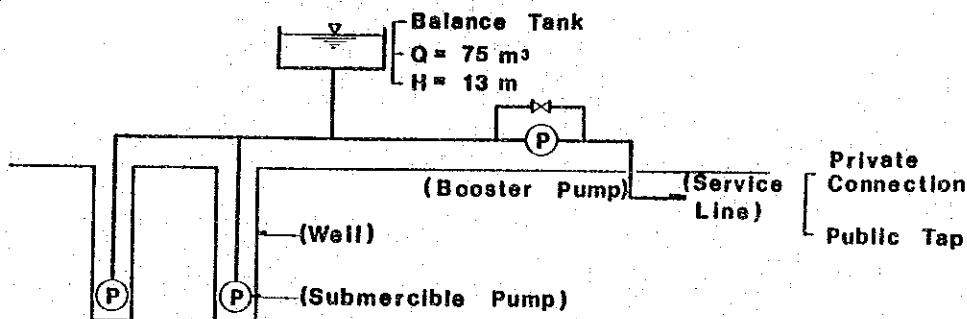 Balance Tank
Q = 75 m³
H = 13 m
P
(Booster Pump)
(Service
Line)
Private
Connection
Public Tap
(Well)
P
P
(Submercible Pump)